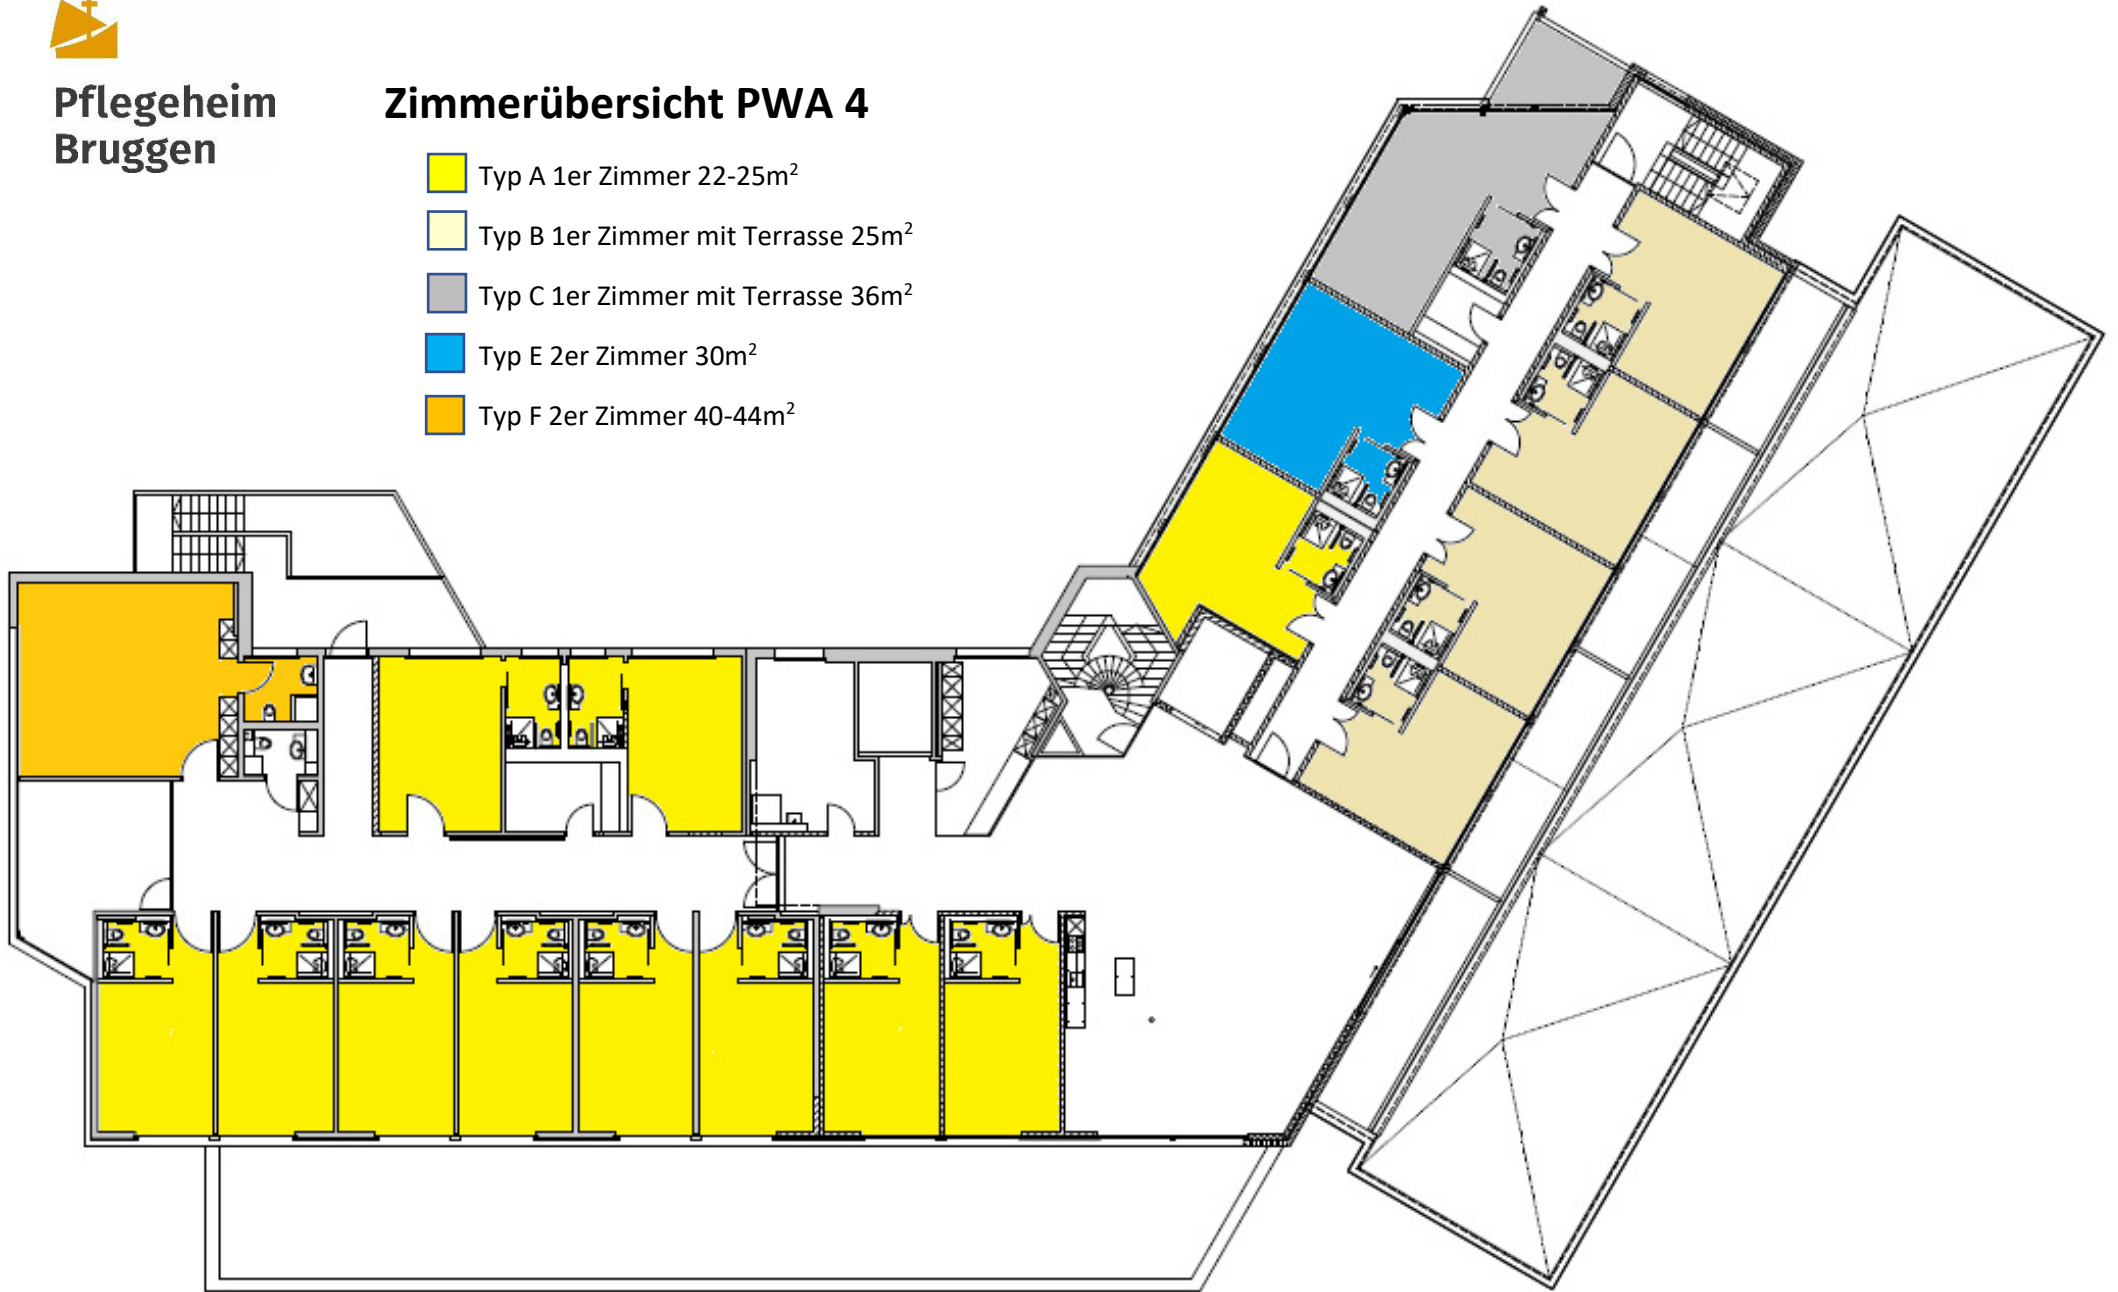 Pflegeheim
Bruggen
Zimmerübersicht PWA 4
Typ A 1er Zimmer 22-25m²
Typ B 1er Zimmer mit Terrasse 25m²
Typ C 1er Zimmer mit Terrasse 36m²
Typ E 2er Zimmer 30m²
Typ F 2er Zimmer 40-44m²